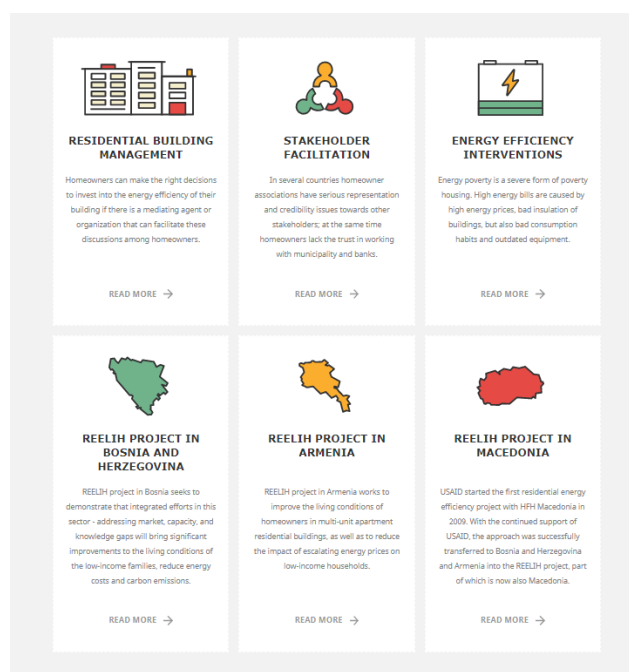 RESIDENTIAL BUILDING
MANAGEMENT
Homeowners can make the right decisions
to invest into the energy efficiency of their
building if there is a mediating agent or
organization that can facilitate these
discussions among homeowners.
READ MORE →
STAKEHOLDER
FACILITATION
In several countries homeowner
associations have serious representation
and credibility issues towards other
stakeholders; at the same time
homeowners lack the trust in working
with municipality and banks.
READ MORE →
ENERGY EFFICIENCY
INTERVENTIONS
Energy poverty is a severe form of poverty
housing. High energy bills are caused by
high energy prices, bad insulation of
buildings, but also bad consumption
habits and outdated equipment.
READ MORE →
REELIH PROJECT IN
BOSNIA AND
HERZEGOVINA
REELIH project in Bosnia seeks to
demonstrate that integrated efforts in this
sector - addressing market, capacity, and
knowledge gaps will bring significant
improvements to the living conditions of
the low-income families, reduce energy
costs and carbon emissions.
READ MORE →
REELIH PROJECT IN
ARMENIA
REELIH project in Armenia works to
improve the living conditions of
homeowners in multi-unit apartment
residential buildings, as well as to reduce
the impact of escalating energy prices on
low-income households.
READ MORE →
REELIH PROJECT IN
MACEDONIA
USAID started the first residential energy
efficiency project with HFH Macedonia in
2009. With the continued support of
USAID, the approach was successfully
transferred to Bosnia and Herzegovina
and Armenia into the REELIH project, part
of which is now also Macedonia.
READ MORE →